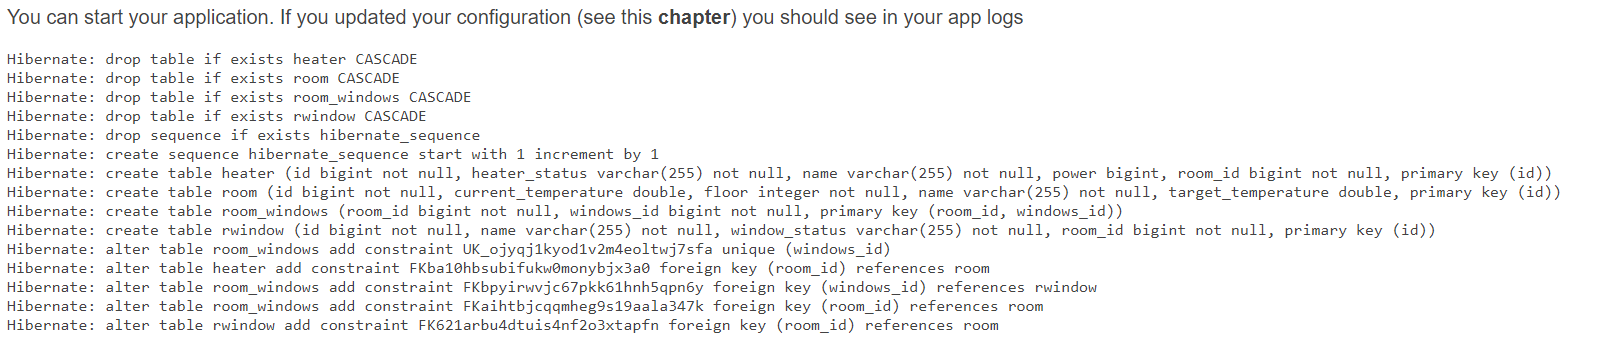 You can start your application. If you updated your configuration (see this chapter) you should see in your app logs
Hibernate: drop table if exists heater CASCADE
Hibernate: drop table if exists room CASCADE
Hibernate: drop table if exists room_windows CASCADE
Hibernate: drop table if exists rwindow CASCADE
Hibernate: drop sequence if exists hibernate_sequence
Hibernate: create sequence hibernate_sequence start with 1 increment by 1
Hibernate: create table heater (id bigint not null, heater_status varchar(255) not null, name varchar(255) not null, power bigint, room_id bigint not null, primary key (id))
Hibernate: create table room (id bigint not null, current_temperature double, floor integer not null, name varchar(255) not null, target_temperature double, primary key (id))
Hibernate: create table room_windows (room_id bigint not null, windows_id bigint not null, primary key (room_id, windows_id))
Hibernate: create table rwindow (id bigint not null, name varchar(255) not null, window_status varchar(255) not null, room_id bigint not null, primary key (id))
Hibernate: alter table room_windows add constraint UK_ojyqj1kyod1v2m4eoltwj7sfa unique (windows_id)
Hibernate: alter table heater add constraint FKba10hbsubifukw0monybjx3a0 foreign key (room_id) references room
Hibernate: alter table room_windows add constraint FKbpyirwvjc67pkk61hnh5qpn6y foreign key (windows_id) references rwindow
Hibernate: alter table room_windows add constraint FKaihtbjcqqmheg9s19aala347k foreign key (room_id) references room
Hibernate: alter table rwindow add constraint FK621arbu4dtuis4nf2o3xtapfn foreign key (room_id) references room